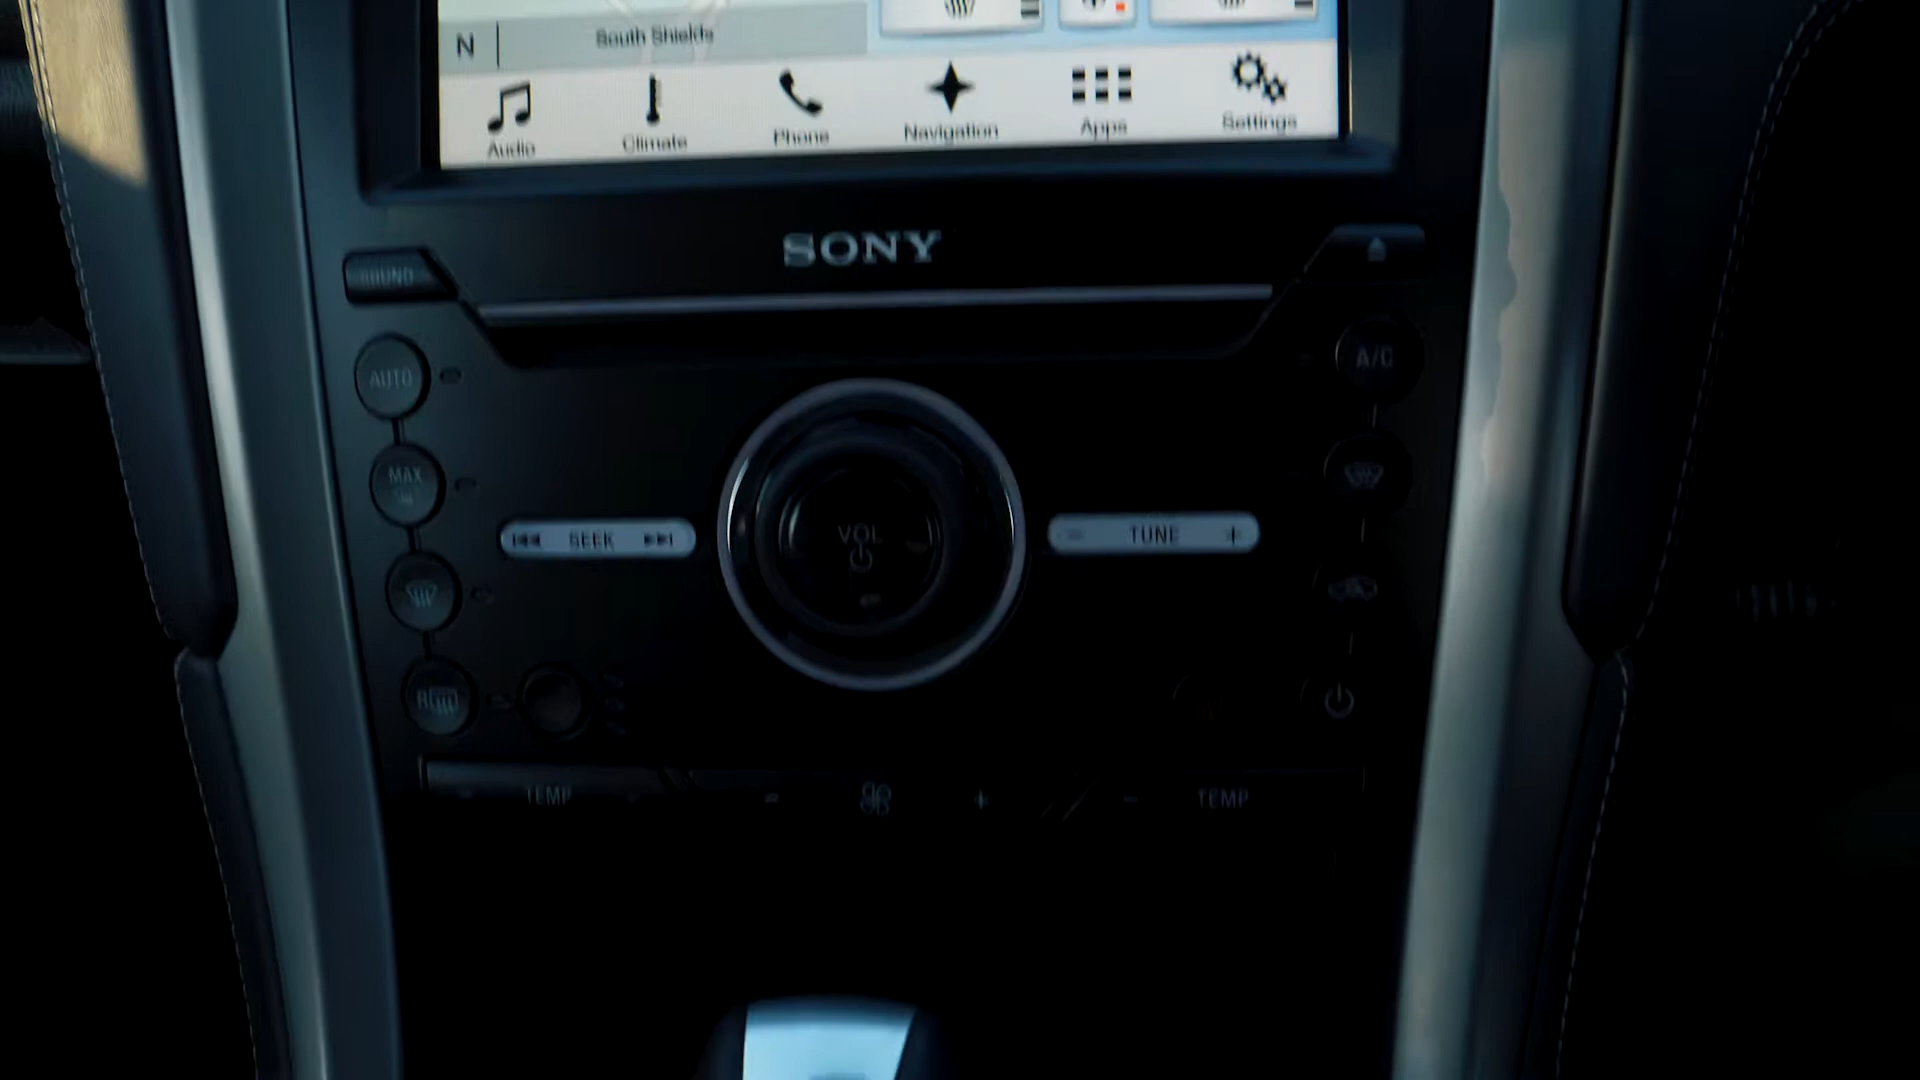 N South Shields
Audio Climate Phone Navigation Apps Settings
SONY
SOUND
AUTO
A/C
MAX
SEEK
VOL
− TUNE +
R
TEMP
− +
− TEMP